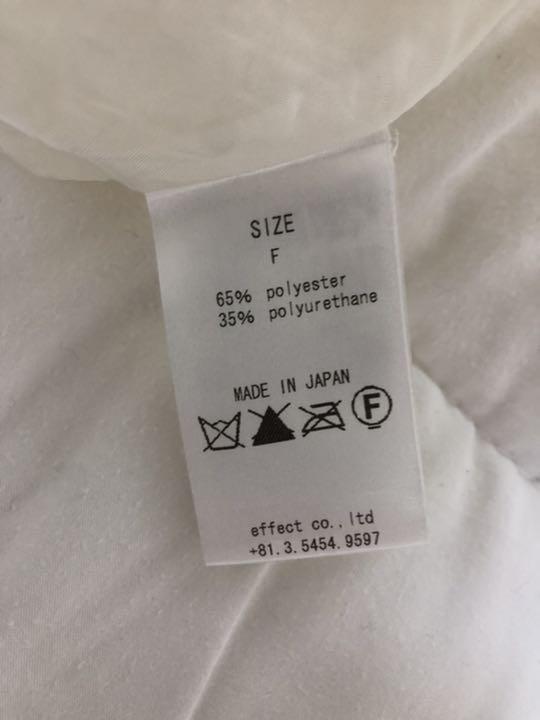 SIZE
F
65% polyester
35% polyurethane
MADE IN JAPAN
F
effect co., ltd
+81.3.5454.9597